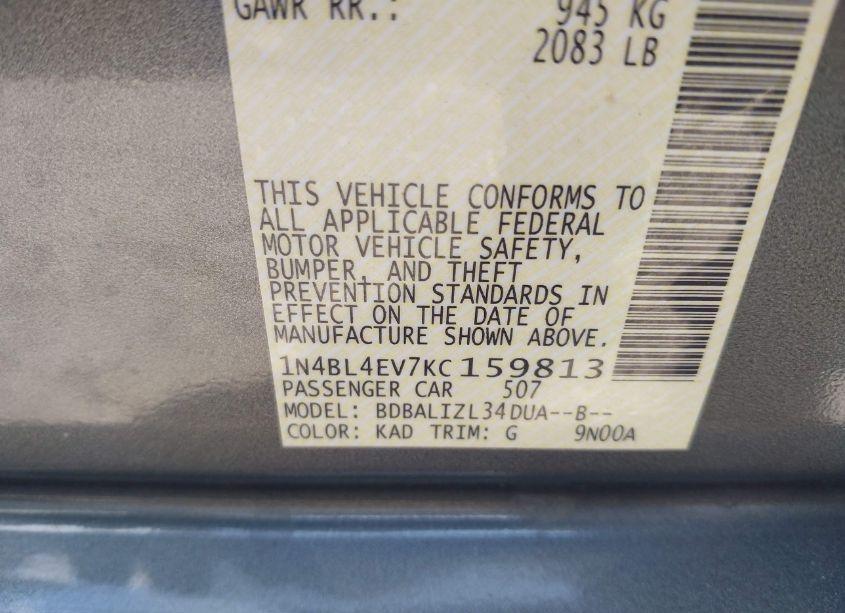 GAWR RR.: 945 KG
2083 LB
THIS VEHICLE CONFORMS TO
ALL APPLICABLE FEDERAL
MOTOR VEHICLE SAFETY,
BUMPER, AND THEFT
PREVENTION STANDARDS IN
EFFECT ON THE DATE OF
MANUFACTURE SHOWN ABOVE.
1N4BL4EV7KC159813
PASSENGER CAR 507
MODEL: BDBALIZL34DUA--B--
COLOR: KAD TRIM: G 9N00A